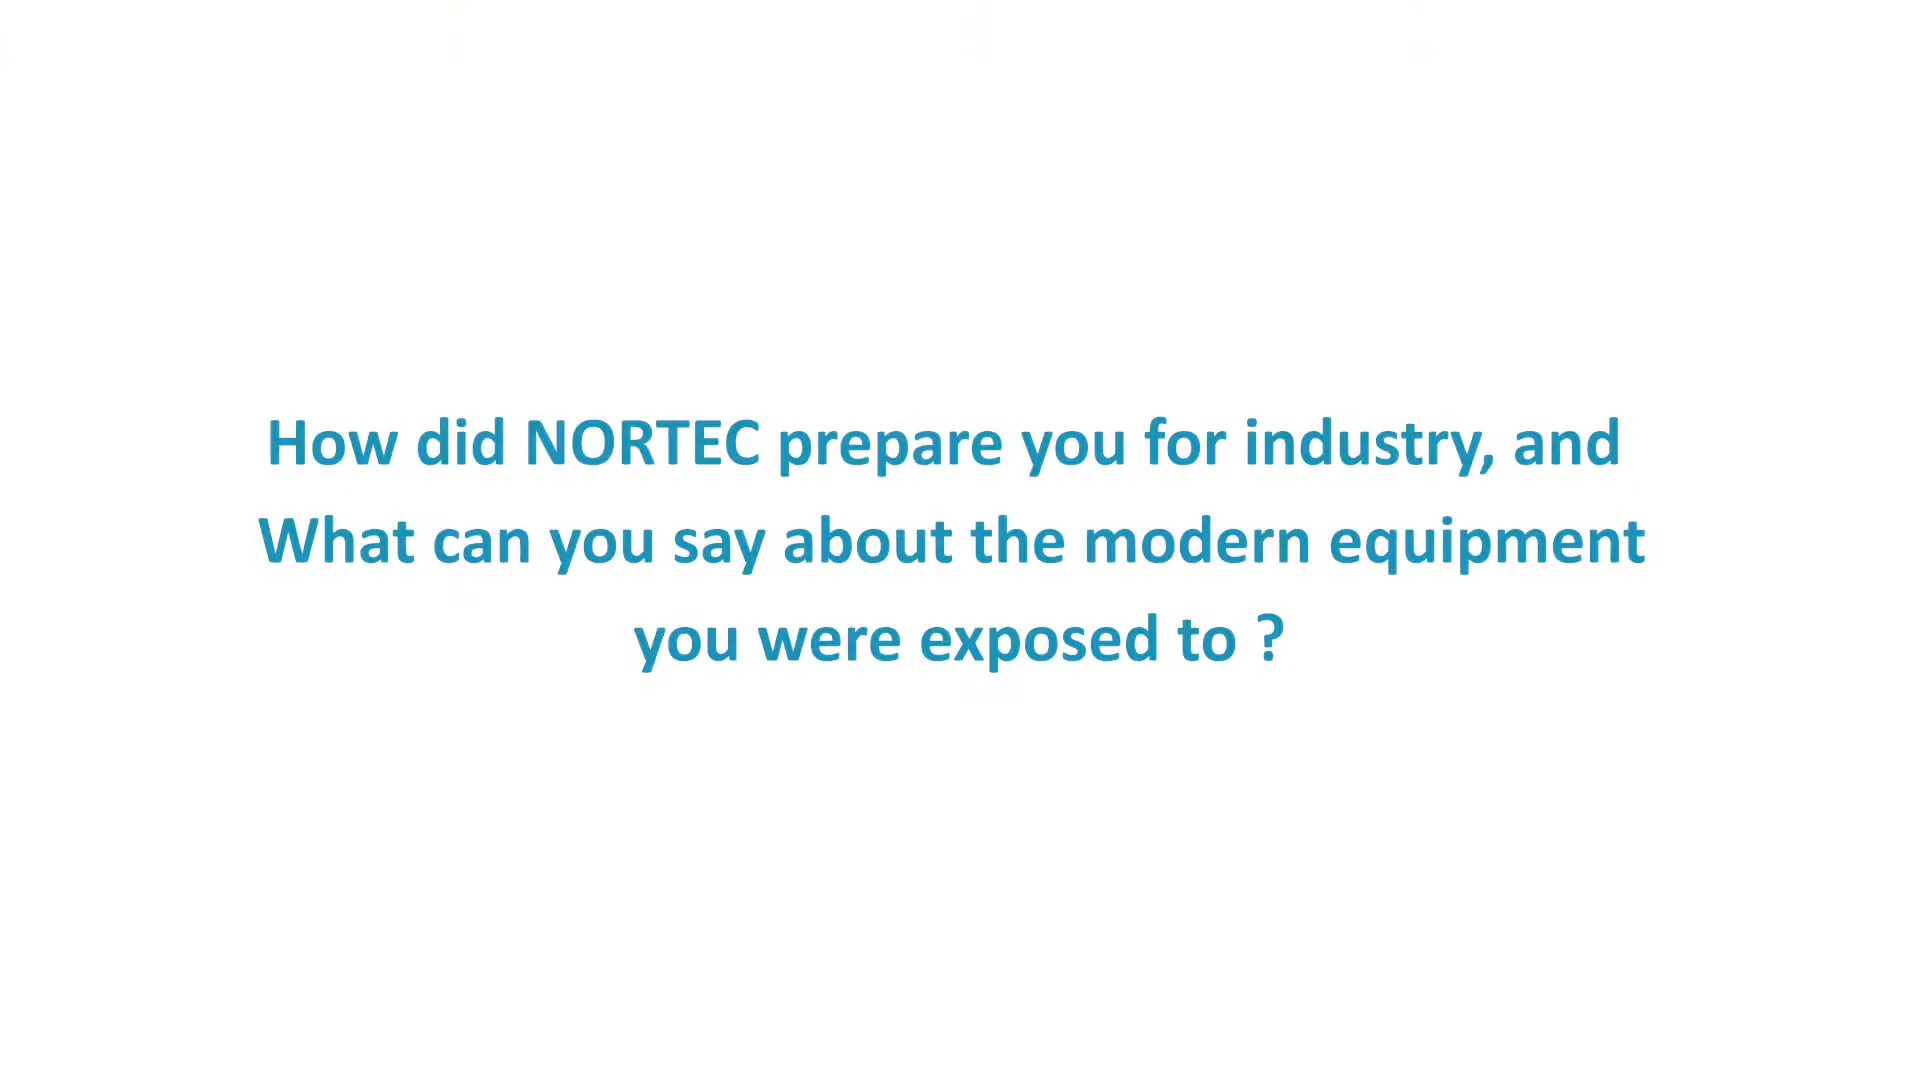 How did NORTEC prepare you for industry, and
What can you say about the modern equipment
you were exposed to ?